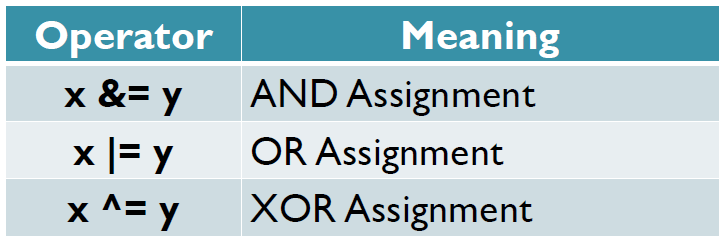 Operator Meaning
x &= y AND Assignment
x |= y OR Assignment
x ^= y XOR Assignment